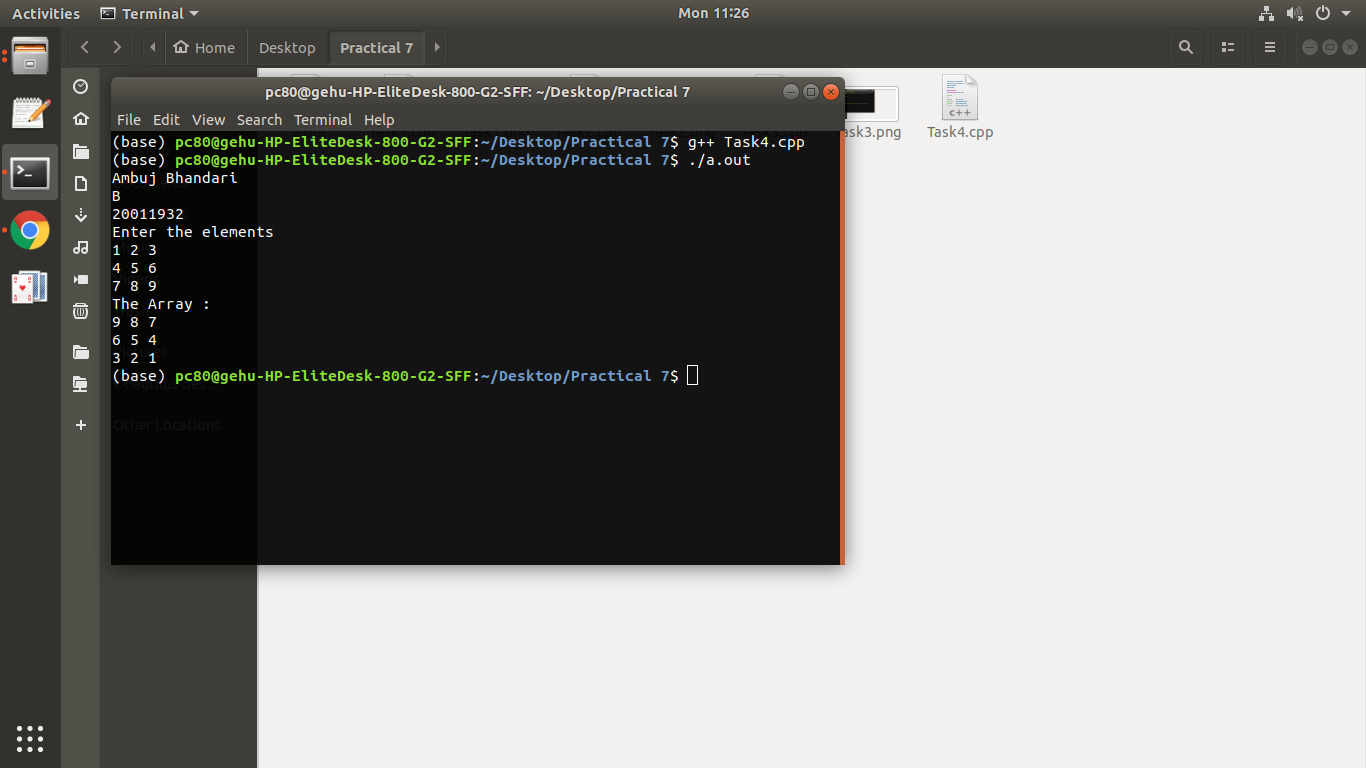 Activities Terminal Mon 11:26
Home Desktop Practical 7
pc80@gehu-HP-EliteDesk-800-G2-SFF: ~/Desktop/Practical 7
File Edit View Search Terminal Help
(base) pc80@gehu-HP-EliteDesk-800-G2-SFF:~/Desktop/Practical 7$ g++ Task4.cpp
(base) pc80@gehu-HP-EliteDesk-800-G2-SFF:~/Desktop/Practical 7$ ./a.out
Ambuj Bhandari
B
20011932
Enter the elements
1 2 3
4 5 6
7 8 9
The Array :
9 8 7
6 5 4
3 2 1
(base) pc80@gehu-HP-EliteDesk-800-G2-SFF:~/Desktop/Practical 7$
Other Locations
ask3.png
c++
Task4.cpp